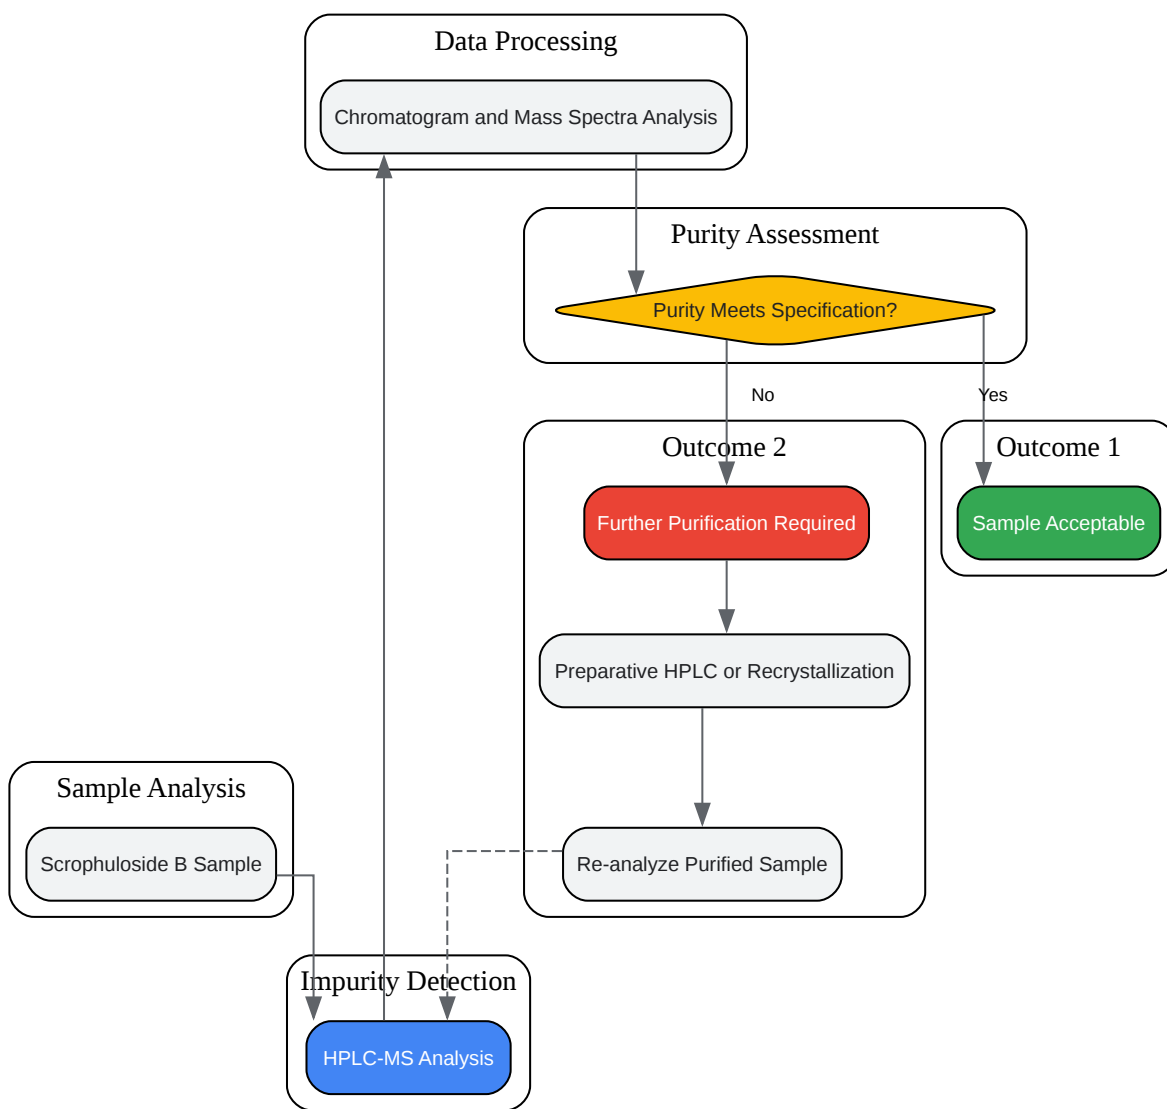 Data Processing
Chromatogram and Mass Spectra Analysis
Purity Assessment
Purity Meets Specification?
No
Yes
Outcome 2
Outcome 1
Further Purification Required
Sample Acceptable
Preparative HPLC or Recrystallization
Sample Analysis
Scrophuloside B Sample
Re-analyze Purified Sample
Impurity Detection
HPLC-MS Analysis